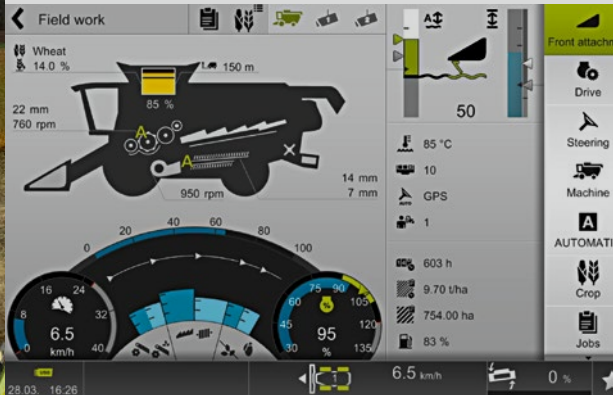 Field work
Wheat
14.0 %
150 m
85 %
22 mm
760 rpm
A
A
950 rpm
14 mm
7 mm
0 20 40 60 80 100
0 8 16 24 32 40
6.5
km/h
30 45 60 75 90 105 120 135
%
95
%
A
50
85 °C
10
AUTO
GPS
1
603 h
9.70 t/ha
754.00 ha
83 %
Front attachm
Drive
Steering
Machine
A
AUTOMATI
Crop
Jobs
USB
28.03. 16:26
1
6.5 km/h
0 %